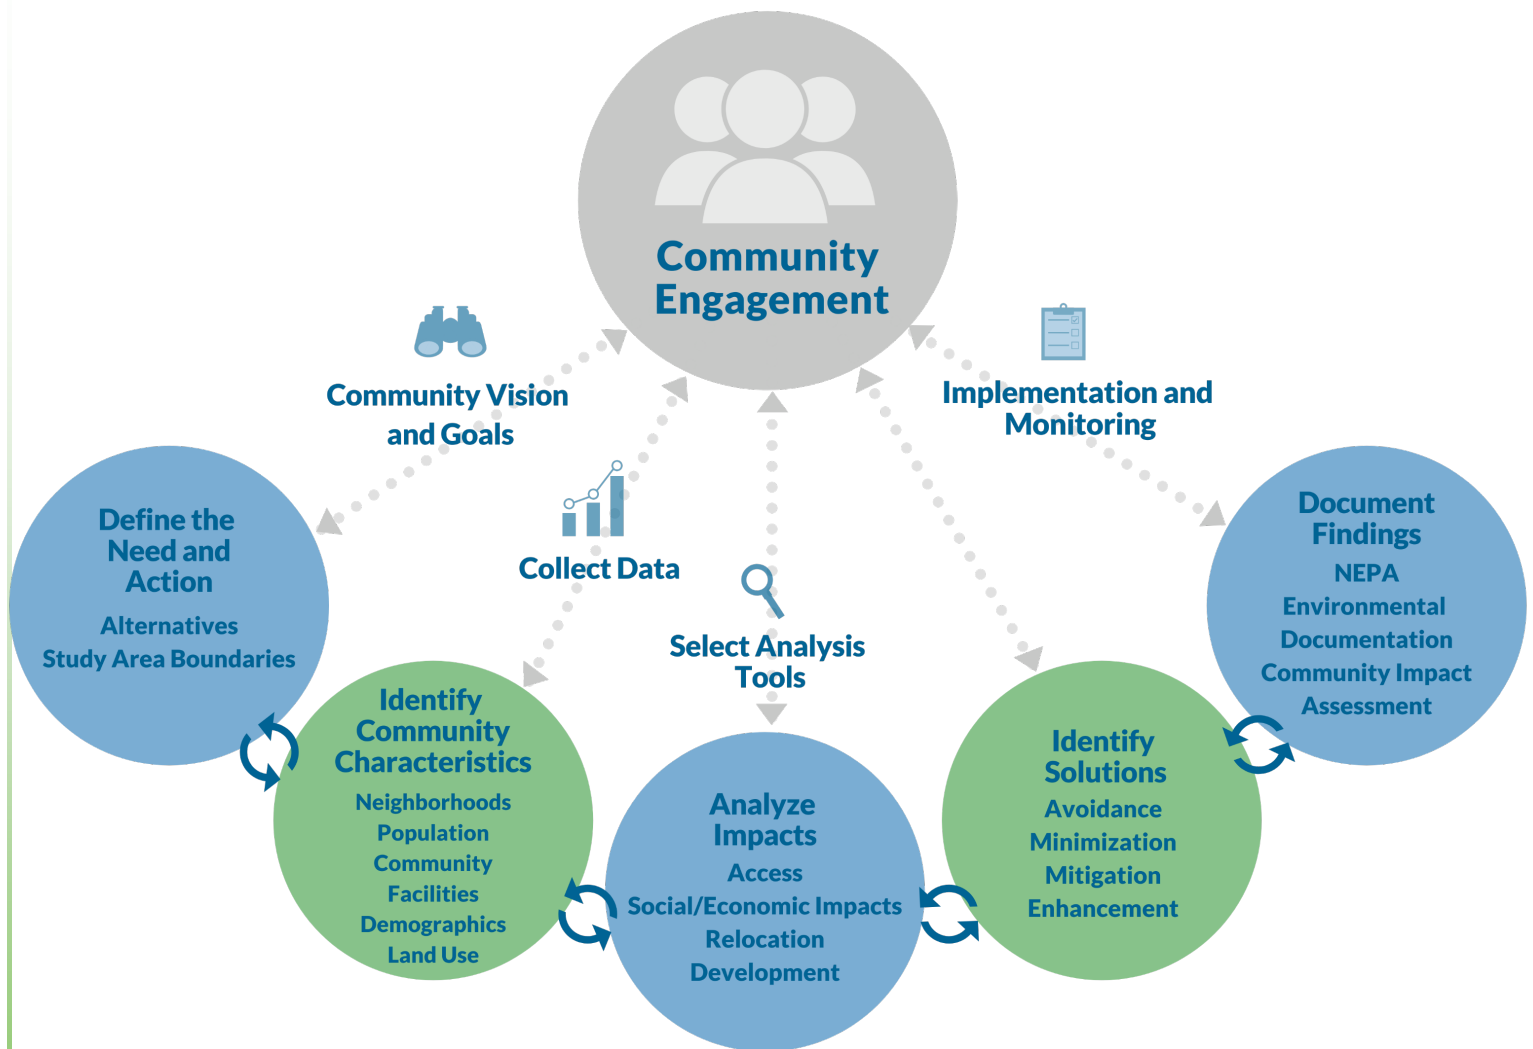 Community
Engagement
Community Vision
and Goals
Implementation and
Monitoring
Collect Data
Select Analysis
Tools
Define the
Need and
Action
Alternatives
Study Area Boundaries
Identify
Community
Characteristics
Neighborhoods
Population
Community
Facilities
Demographics
Land Use
Analyze
Impacts
Access
Social/Economic Impacts
Relocation
Development
Identify
Solutions
Avoidance
Minimization
Mitigation
Enhancement
Document
Findings
NEPA
Environmental
Documentation
Community Impact
Assessment